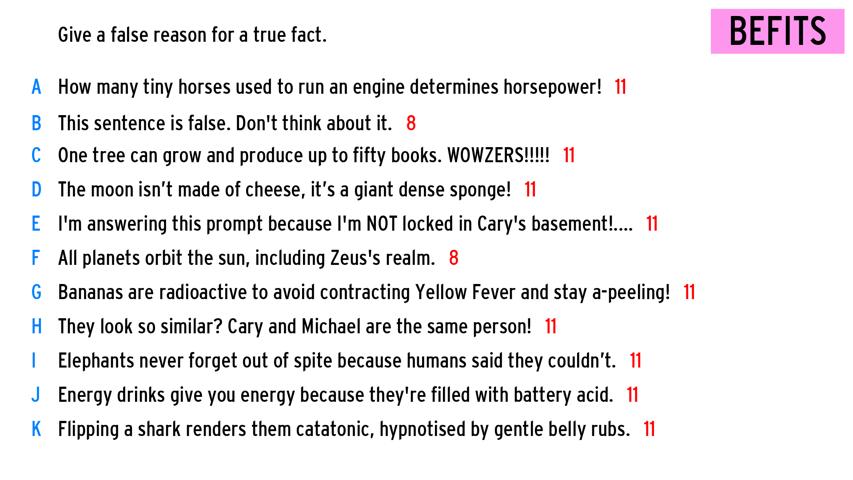 Give a false reason for a true fact.
BEFITS
A How many tiny horses used to run an engine determines horsepower! 11
B This sentence is false. Don't think about it. 8
C One tree can grow and produce up to fifty books. WOWZERS!!!!! 11
D The moon isn’t made of cheese, it’s a giant dense sponge! 11
E I'm answering this prompt because I'm NOT locked in Cary's basement!.... 11
F All planets orbit the sun, including Zeus's realm. 8
G Bananas are radioactive to avoid contracting Yellow Fever and stay a-peeling! 11
H They look so similar? Cary and Michael are the same person! 11
I Elephants never forget out of spite because humans said they couldn’t. 11
J Energy drinks give you energy because they're filled with battery acid. 11
K Flipping a shark renders them catatonic, hypnotised by gentle belly rubs. 11